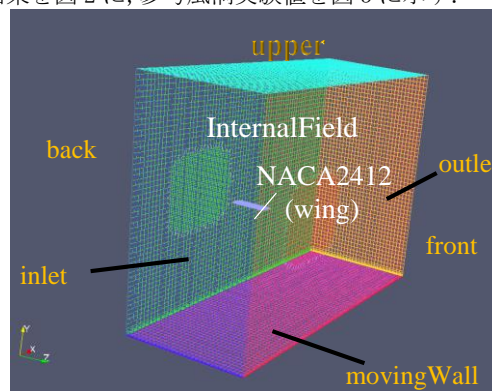 upper
InternalField
back
NACA2412
(wing)
outle
front
inlet
movingWall
Y
X
Z